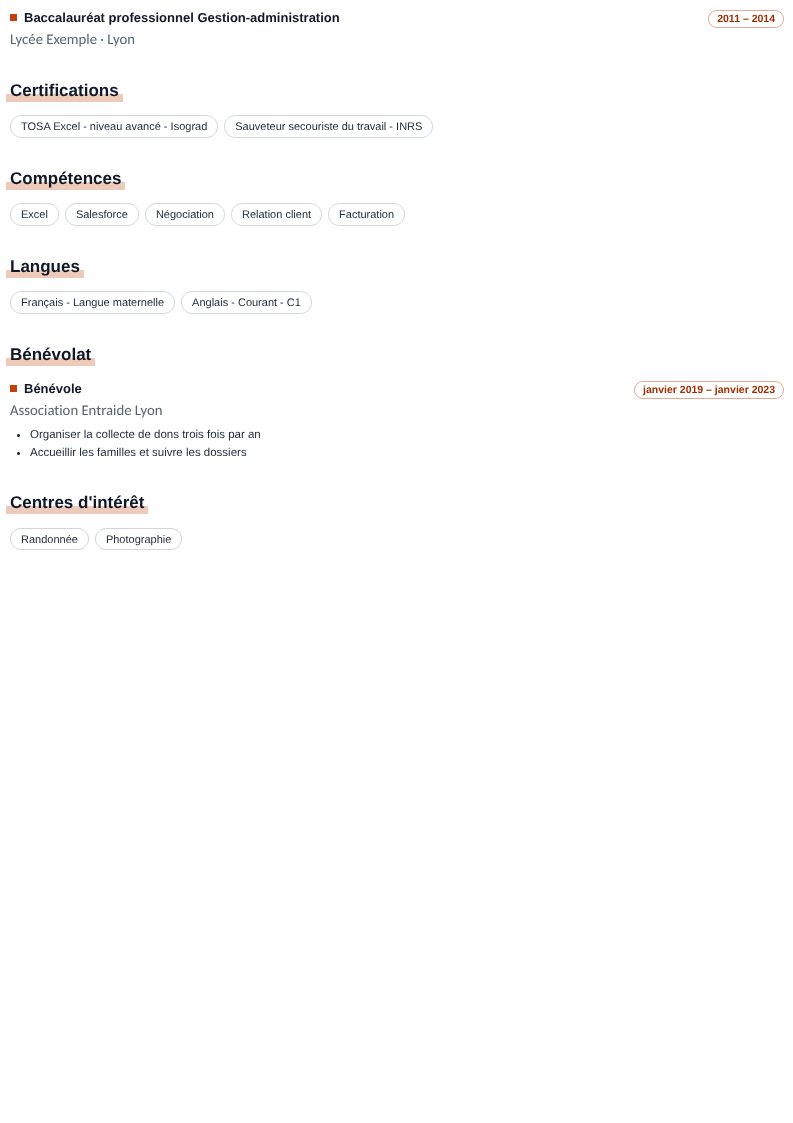 Baccalauréat professionnel Gestion-administration 2011 – 2014
Lycée Exemple · Lyon
Certifications
TOSA Excel - niveau avancé - Isograd Sauveteur secouriste du travail - INRS
Compétences
Excel Salesforce Négociation Relation client Facturation
Langues
Français - Langue maternelle Anglais - Courant - C1
Bénévolat
Bénévole janvier 2019 – janvier 2023
Association Entraide Lyon
• Organiser la collecte de dons trois fois par an
• Accueillir les familles et suivre les dossiers
Centres d'intérêt
Randonnée Photographie